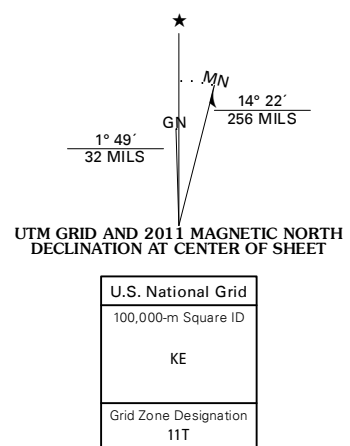 ★
MN
GN
14° 22´
256 MILS
1° 49´
32 MILS
UTM GRID AND 2011 MAGNETIC NORTH
DECLINATION AT CENTER OF SHEET
U.S. National Grid
100,000-m Square ID
KE
Grid Zone Designation
11T